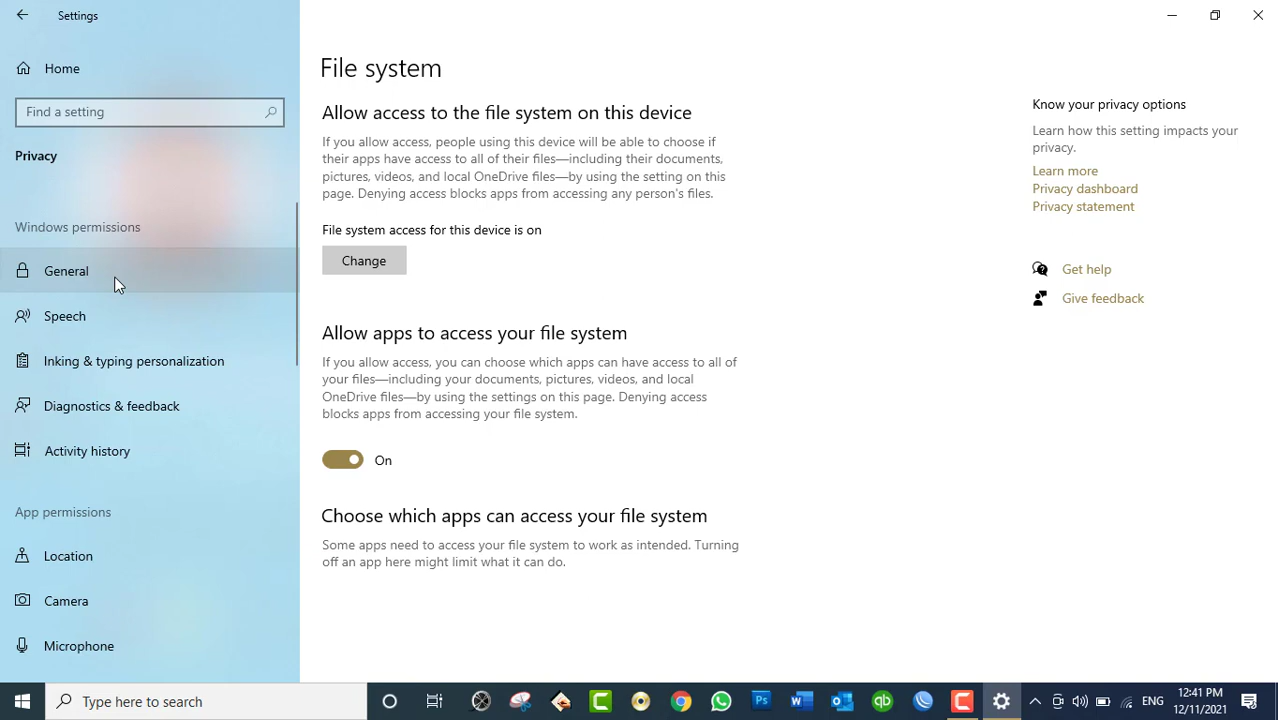 Settings
Home
Find a setting
Privacy
Windows permissions
General
Speech
Inking & typing personalization
Diagnostics & feedback
Activity history
App permissions
Location
Camera
Microphone
File system
Allow access to the file system on this device
If you allow access, people using this device will be able to choose if
their apps have access to all of their files—including their documents,
pictures, videos, and local OneDrive files—by using the setting on this
page. Denying access blocks apps from accessing any person's files.
File system access for this device is on
Change
Allow apps to access your file system
If you allow access, you can choose which apps can have access to all of
your files—including your documents, pictures, videos, and local
OneDrive files—by using the settings on this page. Denying access
blocks apps from accessing your file system.
On
Choose which apps can access your file system
Some apps need to access your file system to work as intended. Turning
off an app here might limit what it can do.
Know your privacy options
Learn how this setting impacts your
privacy.
Learn more
Privacy dashboard
Privacy statement
Get help
Give feedback
Type here to search
ENG
12:41 PM
12/11/2021